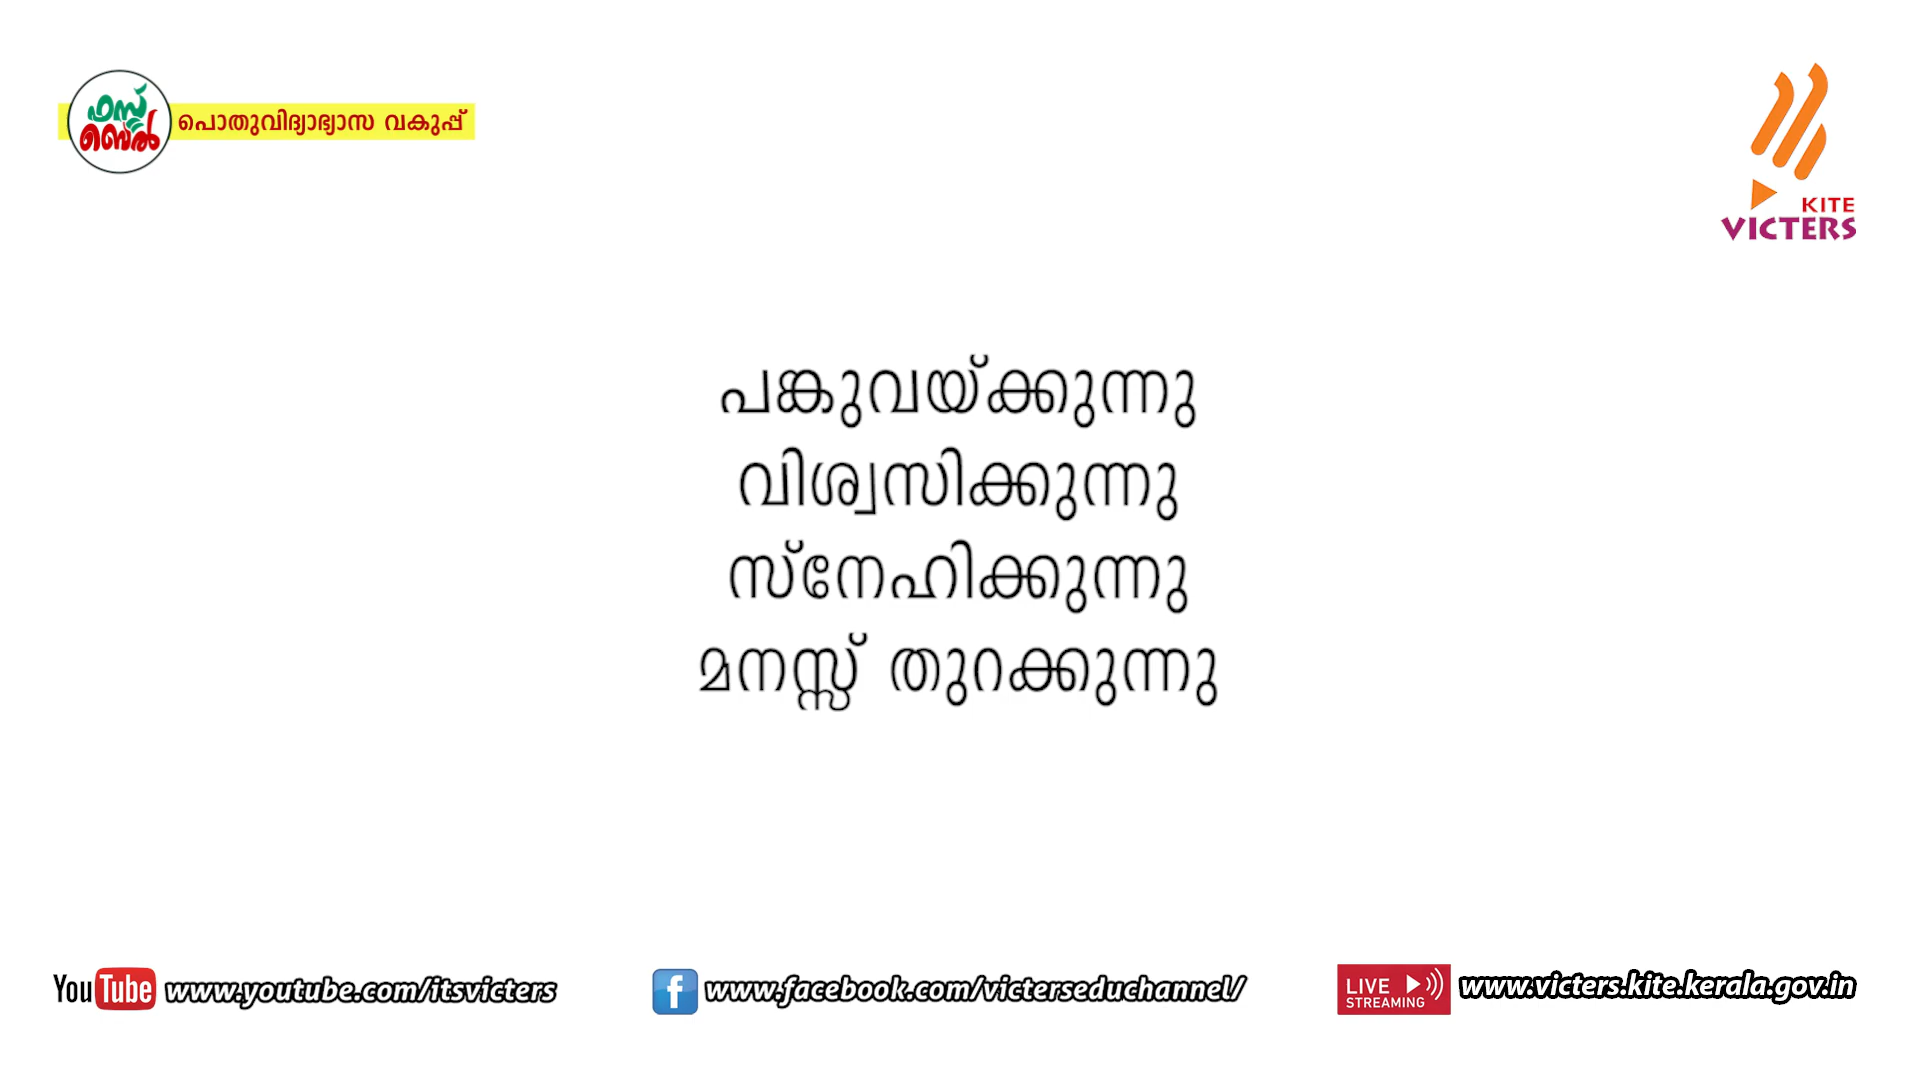 ഫസ്റ്റ്
ബെൽ
പൊതുവിദ്യാഭ്യാസ വകുപ്പ്
KITE
VICTERS
പങ്കുവയ്ക്കുന്നു
വിശ്വസിക്കുന്നു
സ്നേഹിക്കുന്നു
മനസ്സ് തുറക്കുന്നു
YouTube www.youtube.com/itsvicters
f www.facebook.com/victerseduchannel/
LIVE
STREAMING
www.victers.kite.kerala.gov.in